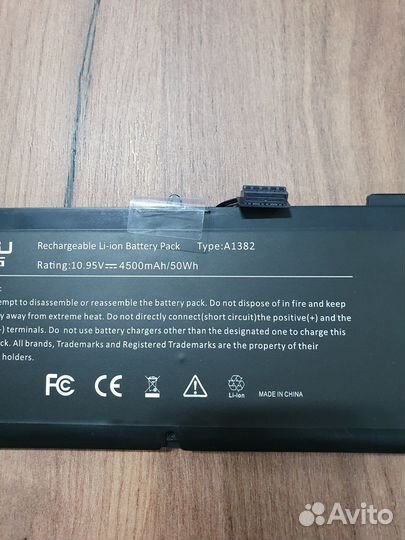 U
Rechargeable Li-ion Battery Pack Type:A1382
Rating:10.95V 4500mAh/50Wh
:
empt to disassemble or reassemble the battery pack. Do not dispose of in fire and keep
y away from extreme heat. Do not directly connect(short circuit)the positive(+) and the
-) terminals. Do not use battery chargers other than the designated one to charge this
ck. All brands, Trademarks and Registered Trademarks are the property of their
holders.
FC CE Li-ion MADE IN CHINA
Avito